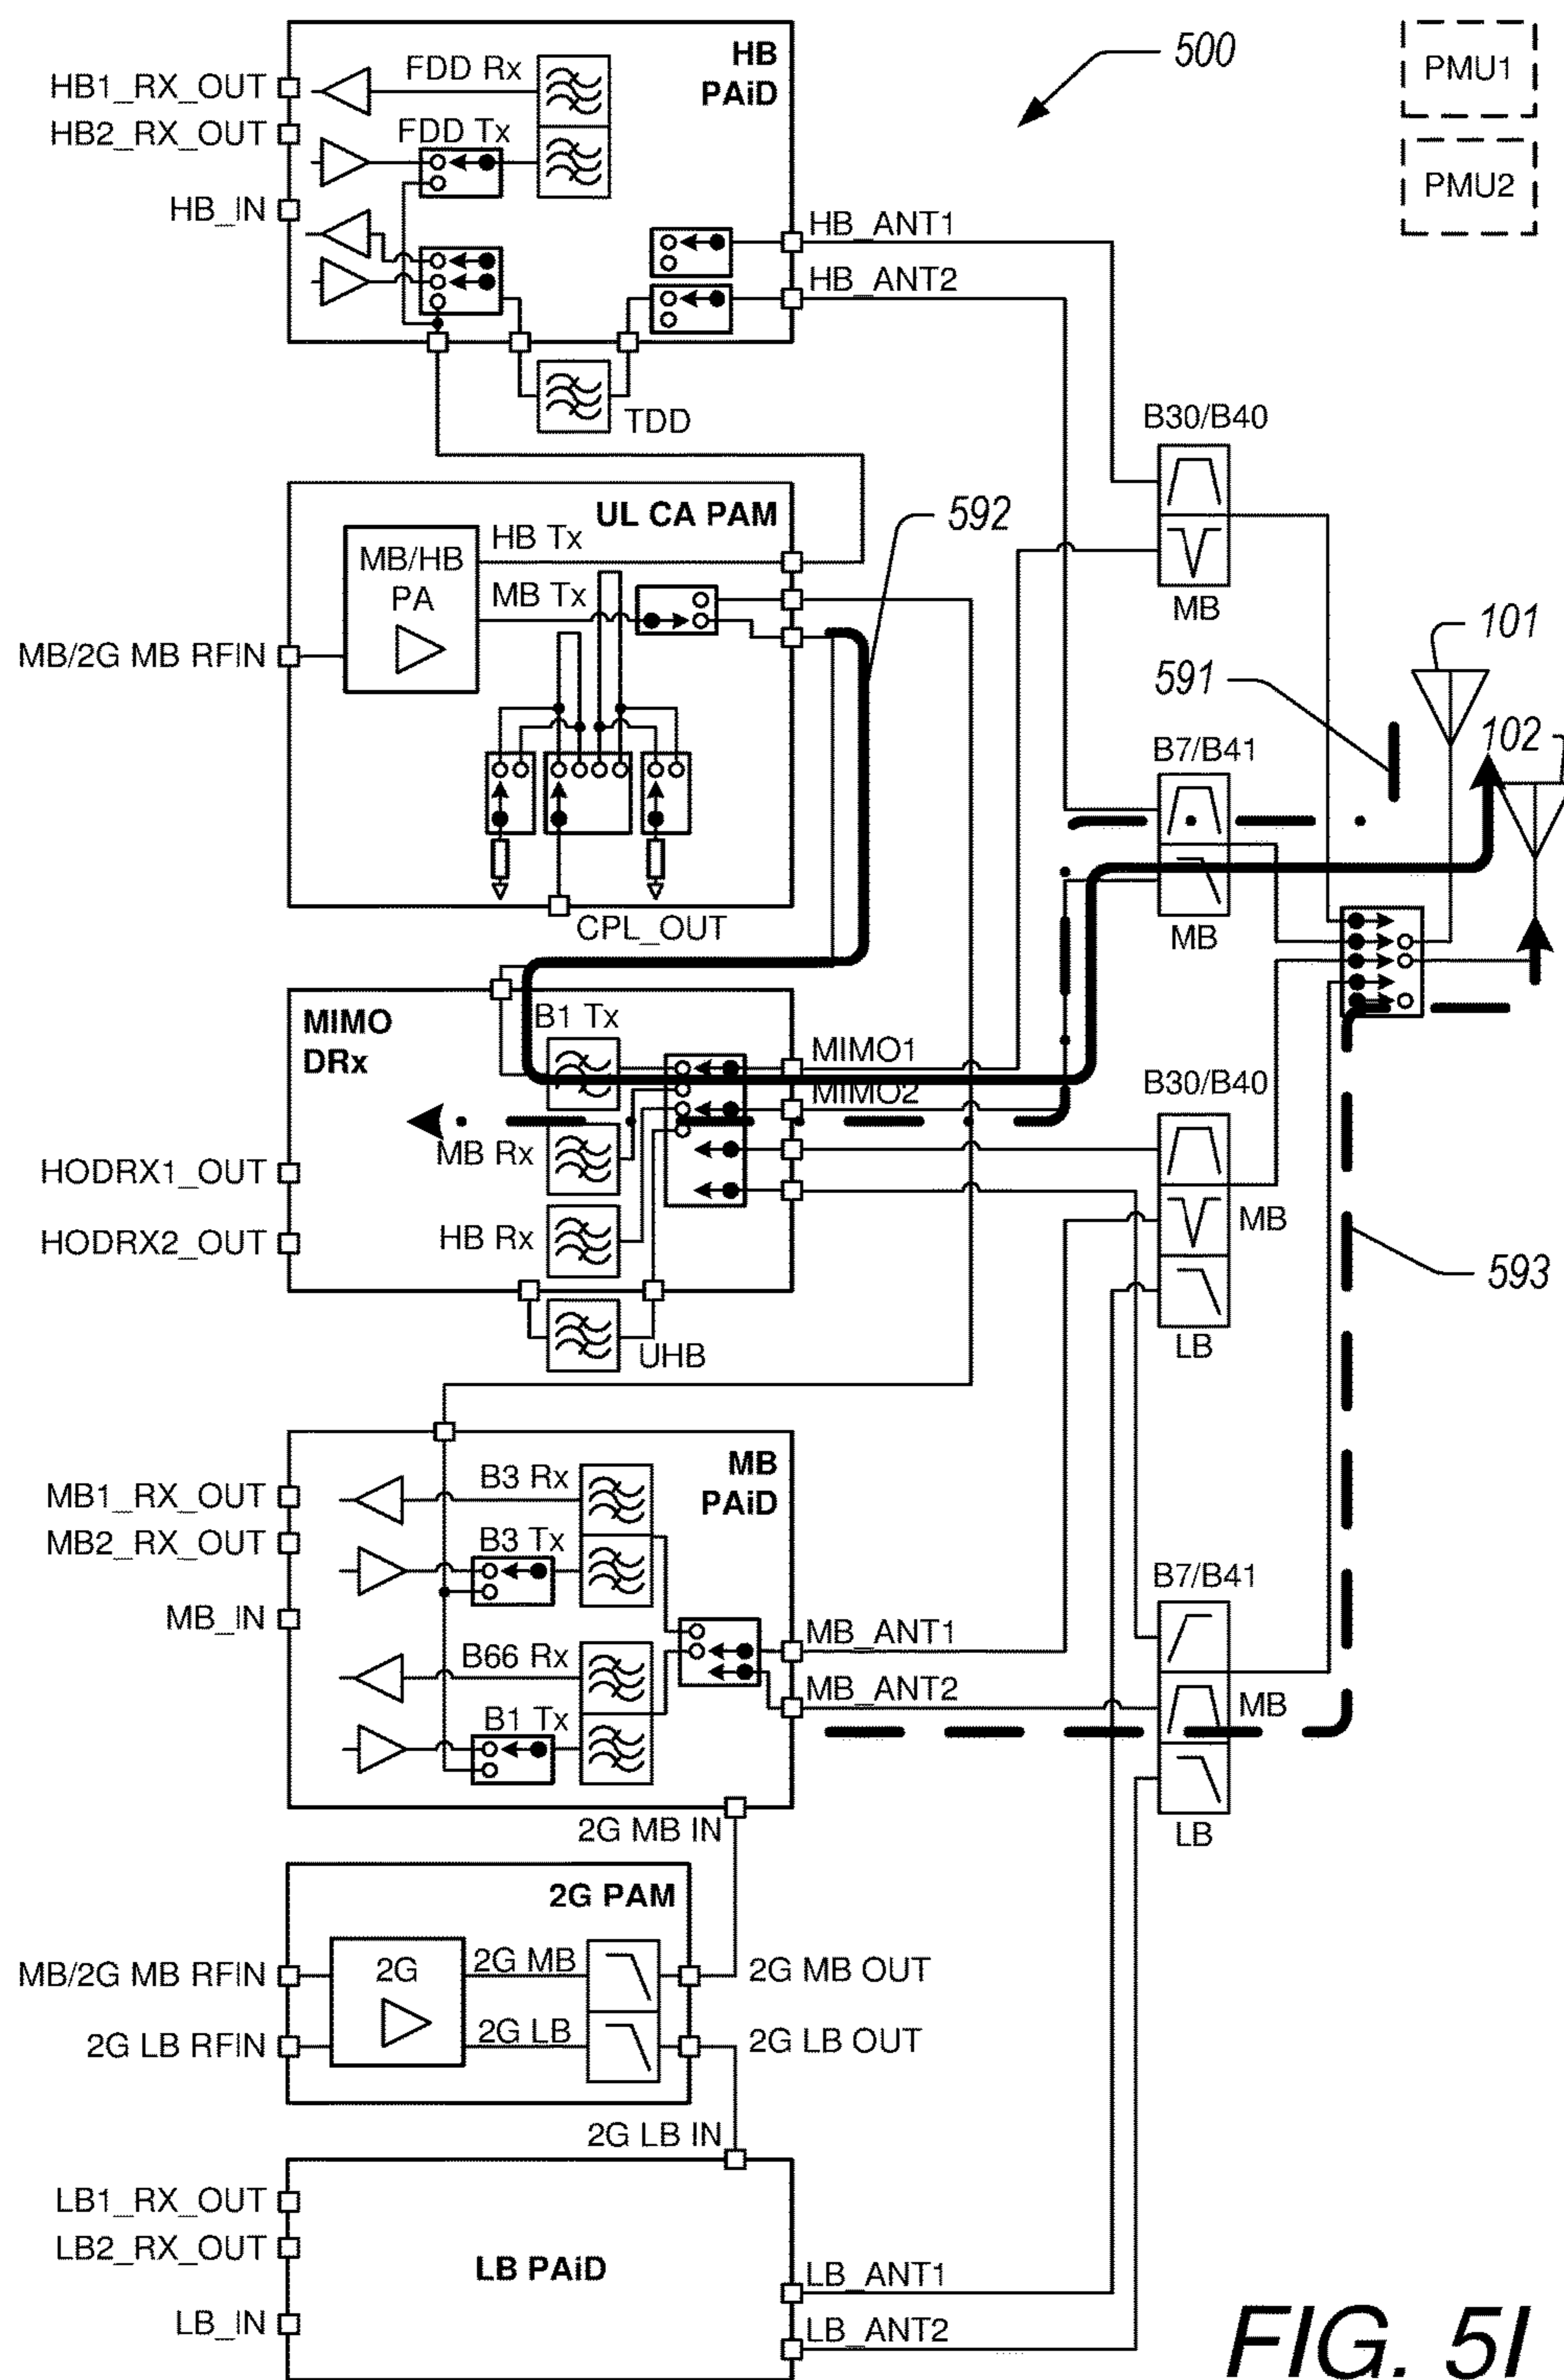 HB
PAiD
500
PMU1
PMU2
HB1_RX_OUT
HB2_RX_OUT
HB_IN
FDD Rx
FDD Tx
HB_ANT1
HB_ANT2
TDD
B30/B40
MB
UL CA PAM
592
MB/HB
PA
HB Tx
MB Tx
MB/2G MB RFIN
CPL_OUT
101
591
102
B7/B41
MB
MIMO
DRx
B1 Tx
MIMO1
MIMO2
MB Rx
HB Rx
HODRX1_OUT
HODRX2_OUT
UHB
B30/B40
MB
LB
593
MB
PAiD
MB1_RX_OUT
MB2_RX_OUT
MB_IN
B3 Rx
B3 Tx
B66 Rx
B1 Tx
MB_ANT1
MB_ANT2
B7/B41
MB
LB
2G MB IN
2G PAM
MB/2G MB RFIN
2G LB RFIN
2G
2G MB
2G LB
2G MB OUT
2G LB OUT
2G LB IN
LB1_RX_OUT
LB2_RX_OUT
LB_IN
LB PAiD
LB_ANT1
LB_ANT2
FIG. 5I